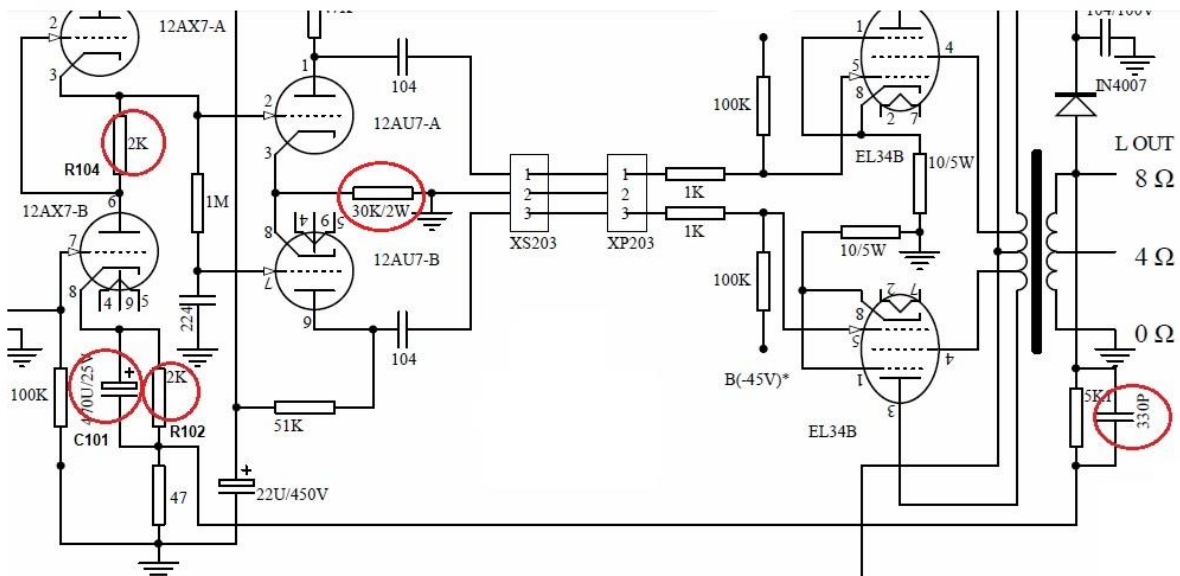 2
12AX7-A
3
R104
2K
12AX7-B
6
7
8
4
9
5
1M
224
100K
470U/25V
C101
2K
R102
47
22U/450V
51K
1
2
12AU7-A
3
104
30K/2W
4
9
5
8
12AU7-B
7
6
104
1
2
3
XS203
1
2
3
XP203
1K
1K
100K
100K
B(-45V)*
1
5
8
4
2
7
EL34B
10/5W
10/5W
2
7
8
5
1
4
3
EL34B
104/100V
IN4007
L OUT
8 Ω
4 Ω
0 Ω
330P